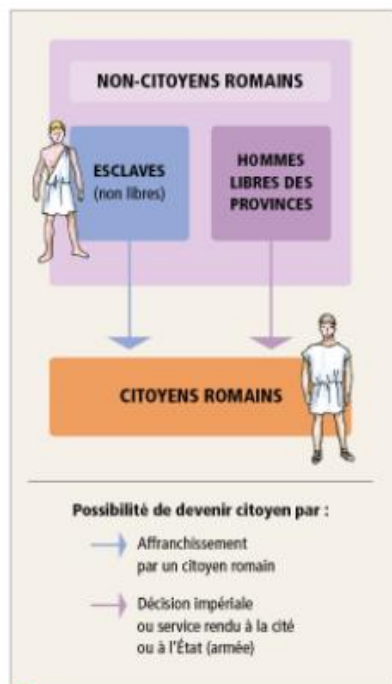 NON-CITOYENS ROMAINS
ESCLAVES
(non libres)
HOMMES
LIBRES DES
PROVINCES
CITOYENS ROMAINS
Possibilité de devenir citoyen par :
Affranchissement
par un citoyen romain
Décision impériale
ou service rendu à la cité
ou à l'État (armée)